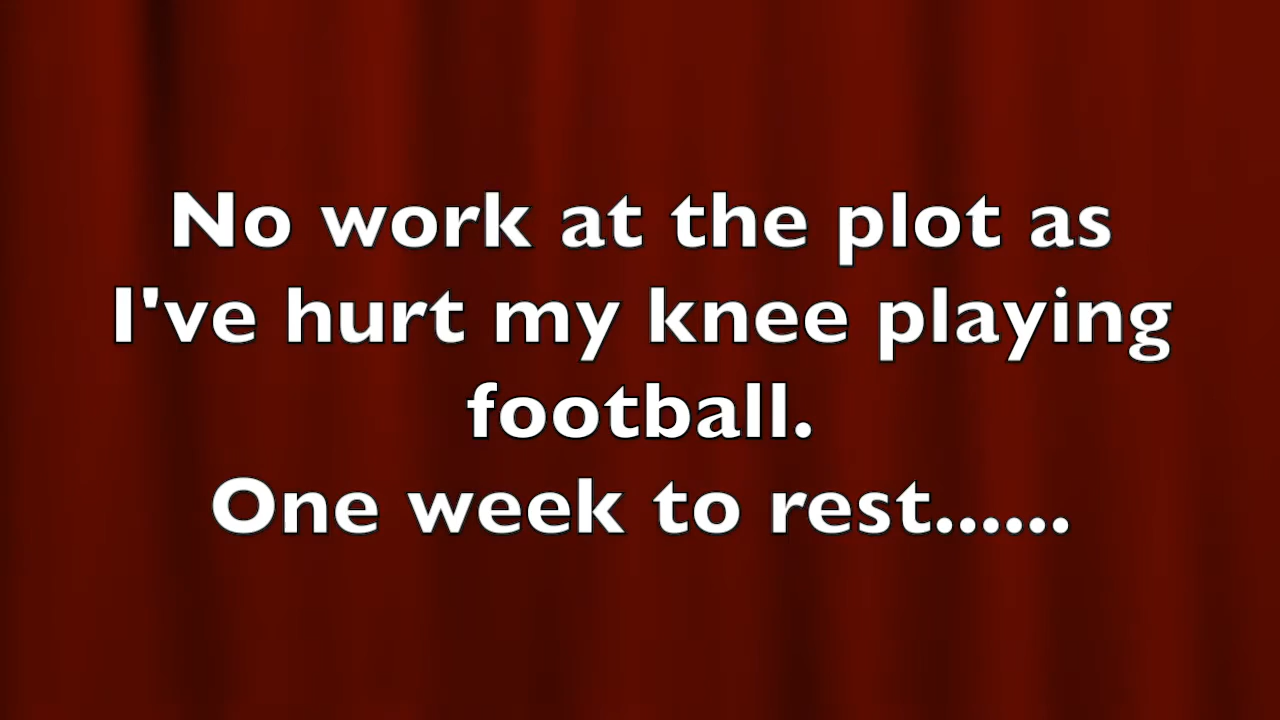 No work at the plot as
I've hurt my knee playing
football.
One week to rest......